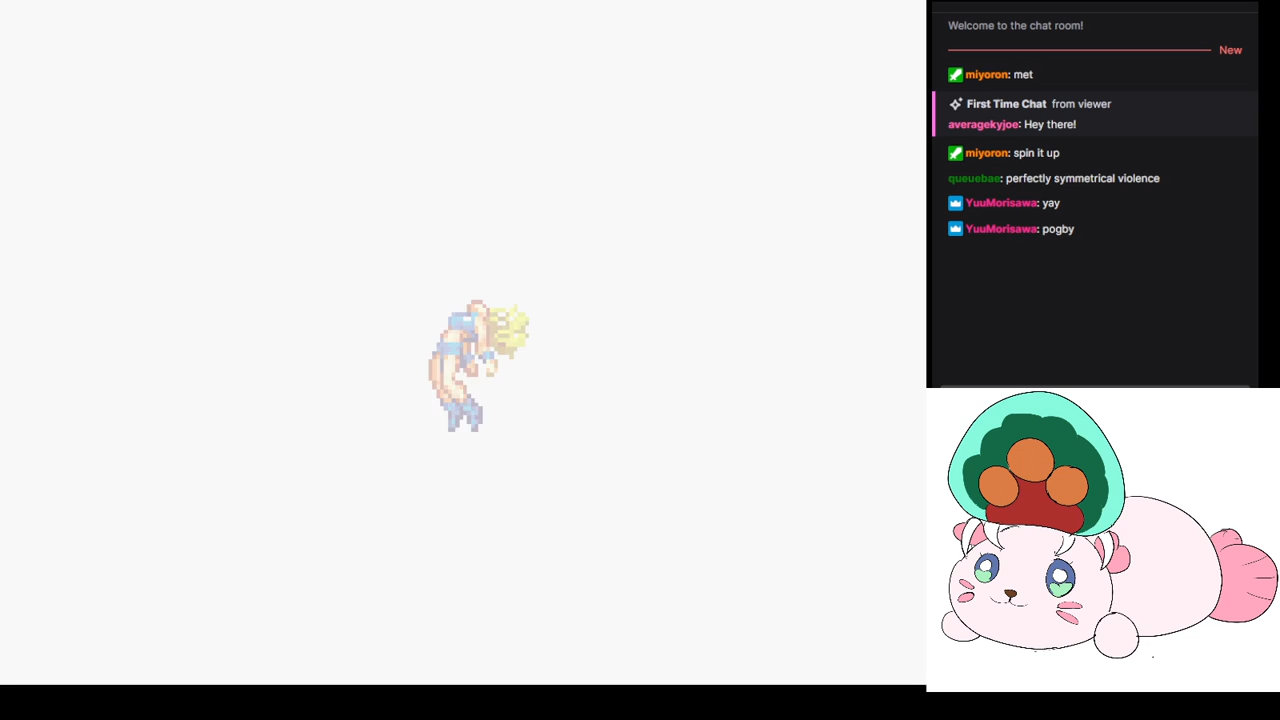 Welcome to the chat room!
New
miyoron: met
First Time Chat from viewer
averagekyjoe: Hey there!
miyoron: spin it up
queuebae: perfectly symmetrical violence
YuuMorisawa: yay
YuuMorisawa: pogby